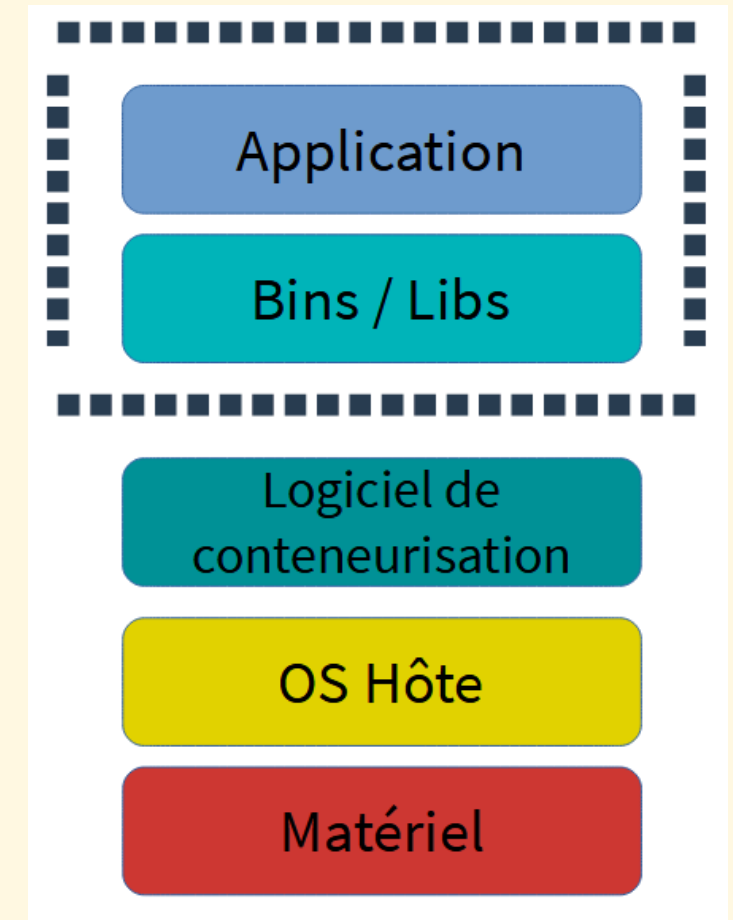 Application
Bins / Libs
Logiciel de
conteneurisation
OS Hôte
Matériel